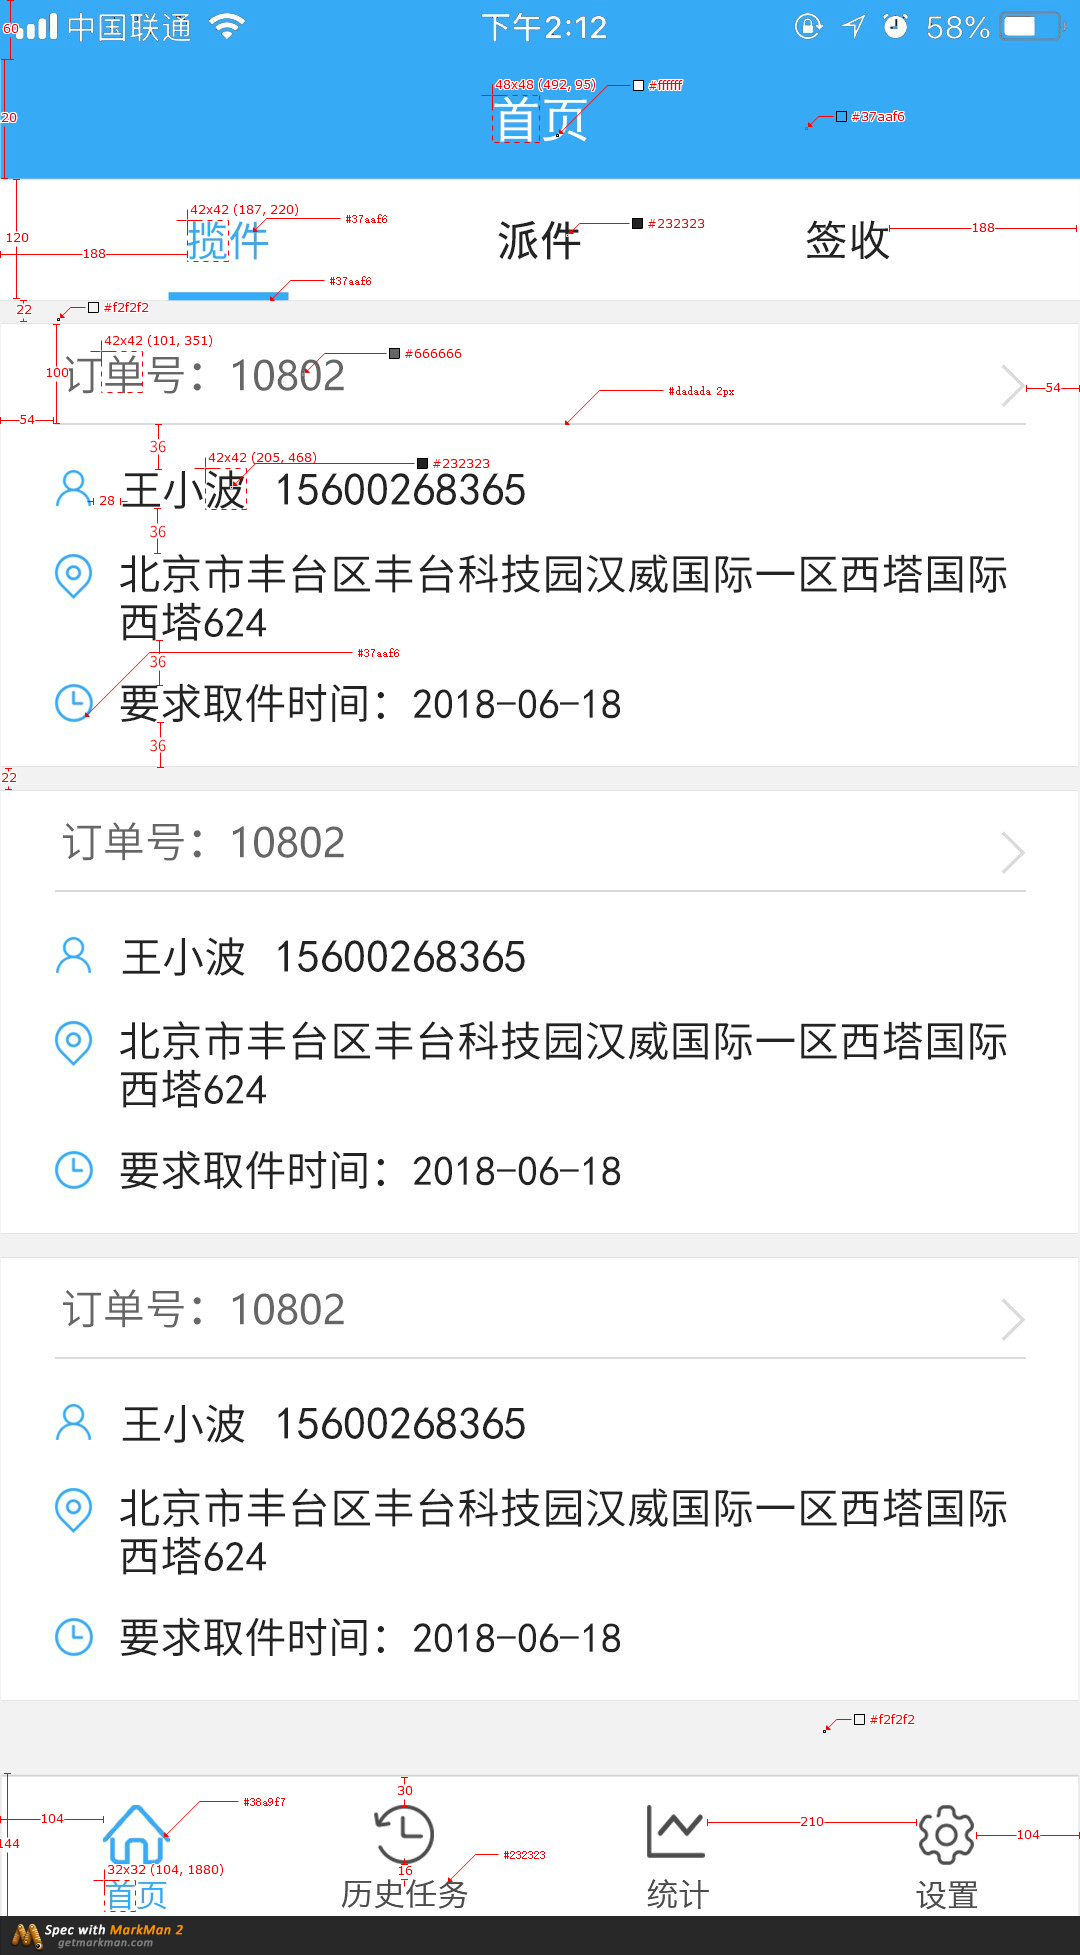 60
中国联通
下午2:12
58%
48x48 (492, 95)
#ffffff
20
首页
#37aaf6
42x42 (187, 220)
#37aaf6
#232323
120
188
揽件
派件
签收
188
#37aaf6
22
#f2f2f2
42x42 (101, 351)
#666666
100
订单号：10802
#dadada 2px
54
54
36
42x42 (205, 468)
#232323
28
王小波 15600268365
36
北京市丰台区丰台科技园汉威国际一区西塔国际
西塔624
36
#37aaf6
要求取件时间：2018-06-18
36
22
订单号：10802
王小波 15600268365
北京市丰台区丰台科技园汉威国际一区西塔国际
西塔624
要求取件时间：2018-06-18
订单号：10802
王小波 15600268365
北京市丰台区丰台科技园汉威国际一区西塔国际
西塔624
要求取件时间：2018-06-18
#f2f2f2
30
#38a9f7
104
210
104
144
#232323
16
32x32 (104, 1880)
首页
历史任务
统计
设置
Spec with MarkMan 2
getmarkman.com